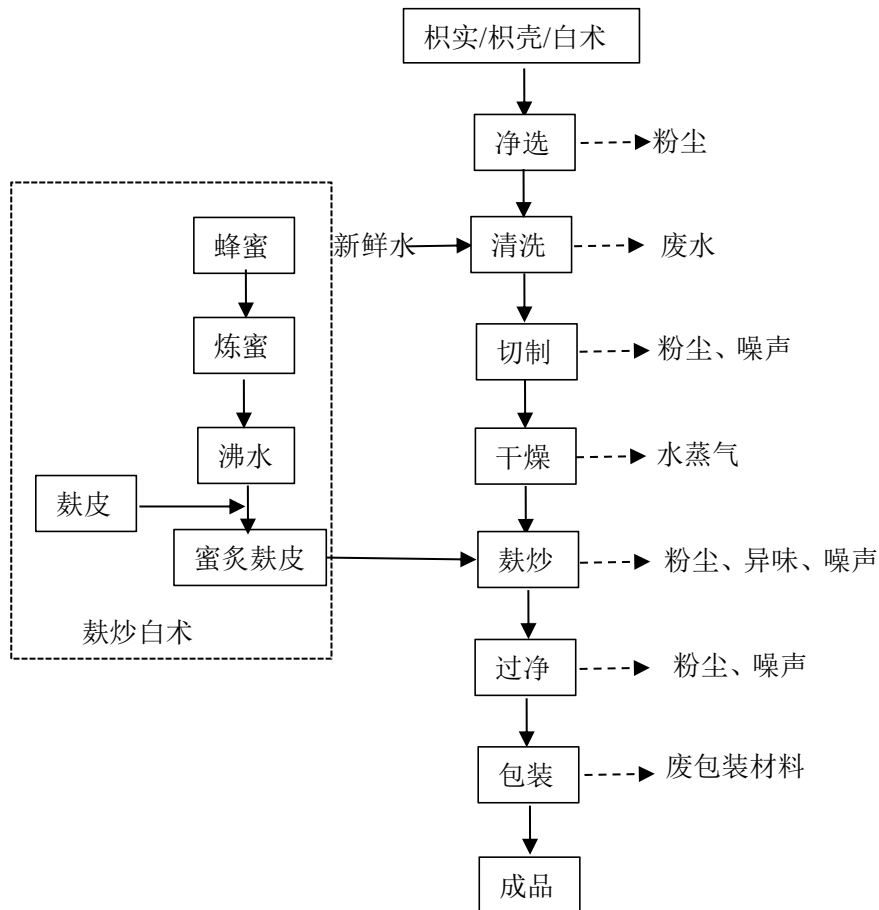 枳实/枳壳/白术
净选
粉尘
蜂蜜
新鲜水
清洗
废水
炼蜜
切制
粉尘、噪声
沸水
干燥
水蒸气
麸皮
蜜炙麸皮
麸炒
粉尘、异味、噪声
麸炒白术
过净
粉尘、噪声
包装
废包装材料
成品